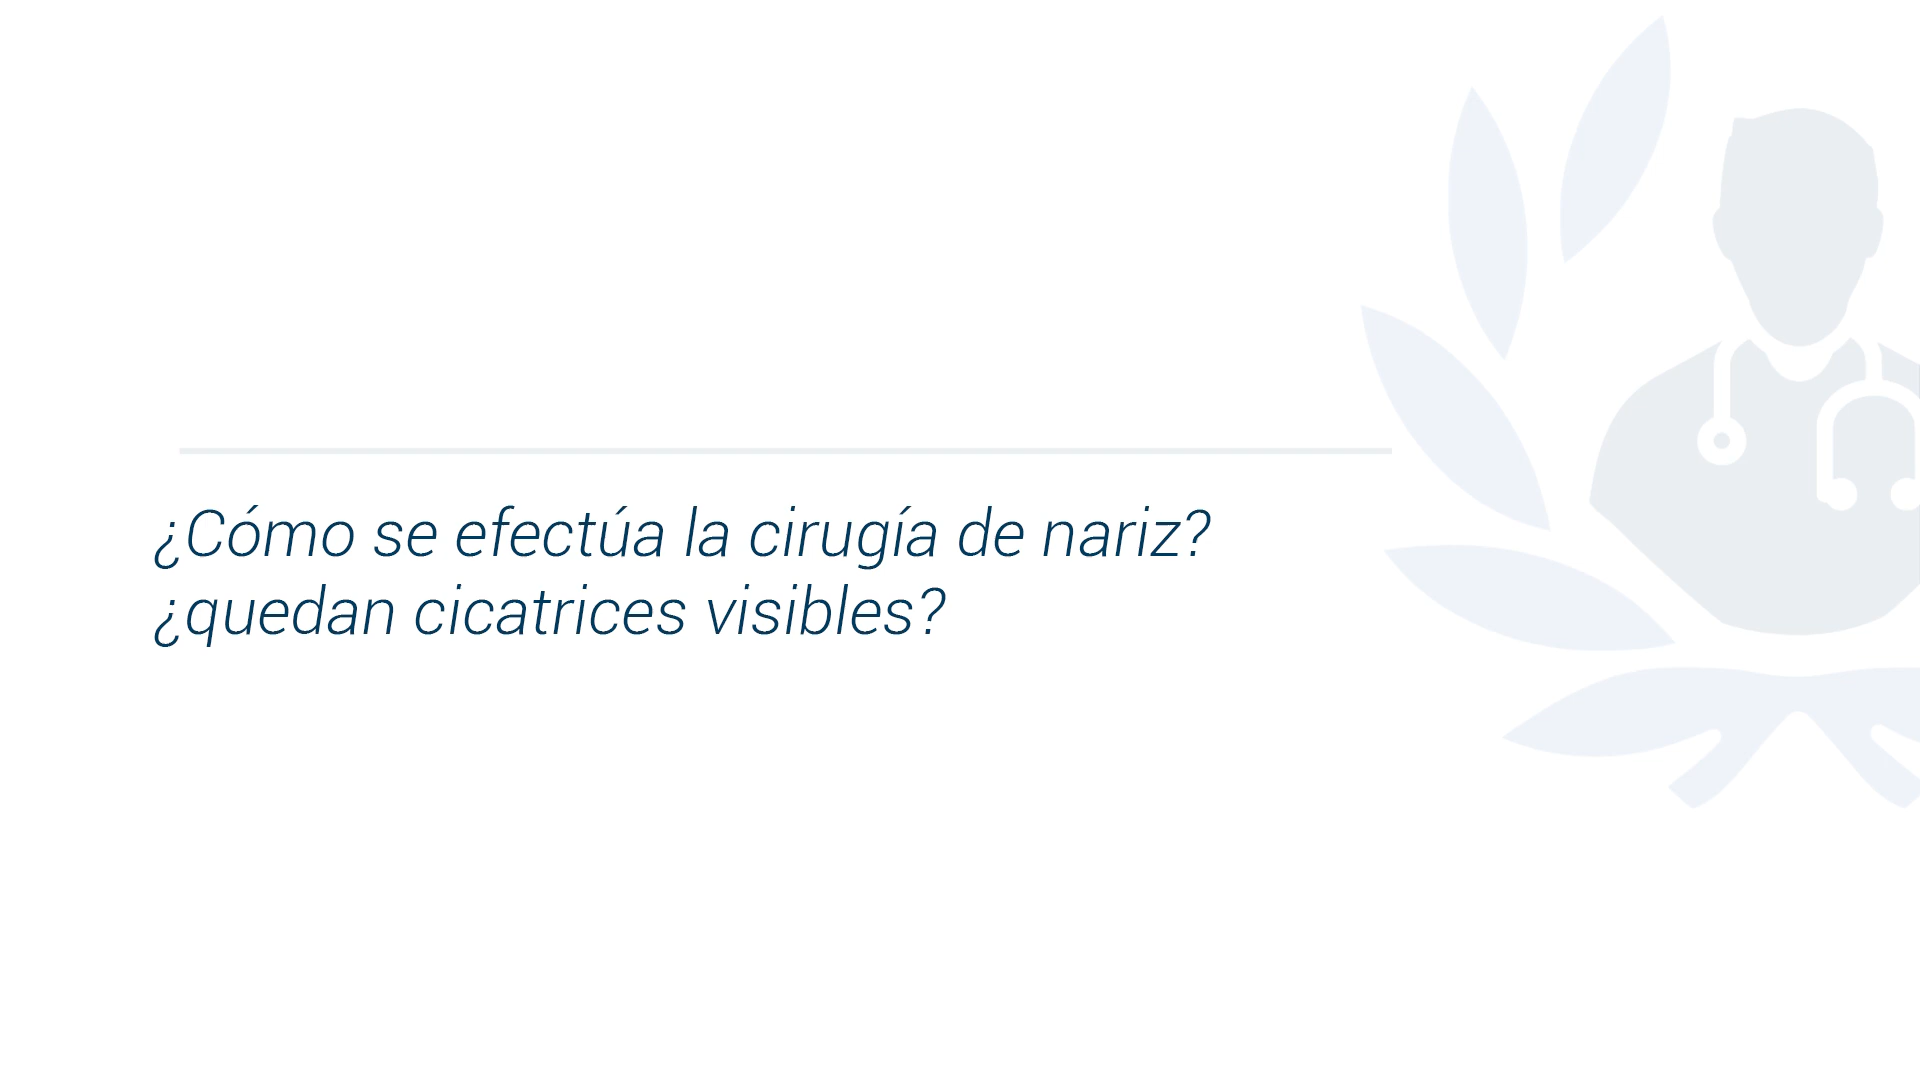 ¿Cómo se efectúa la cirugía de nariz?
¿quedan cicatrices visibles?